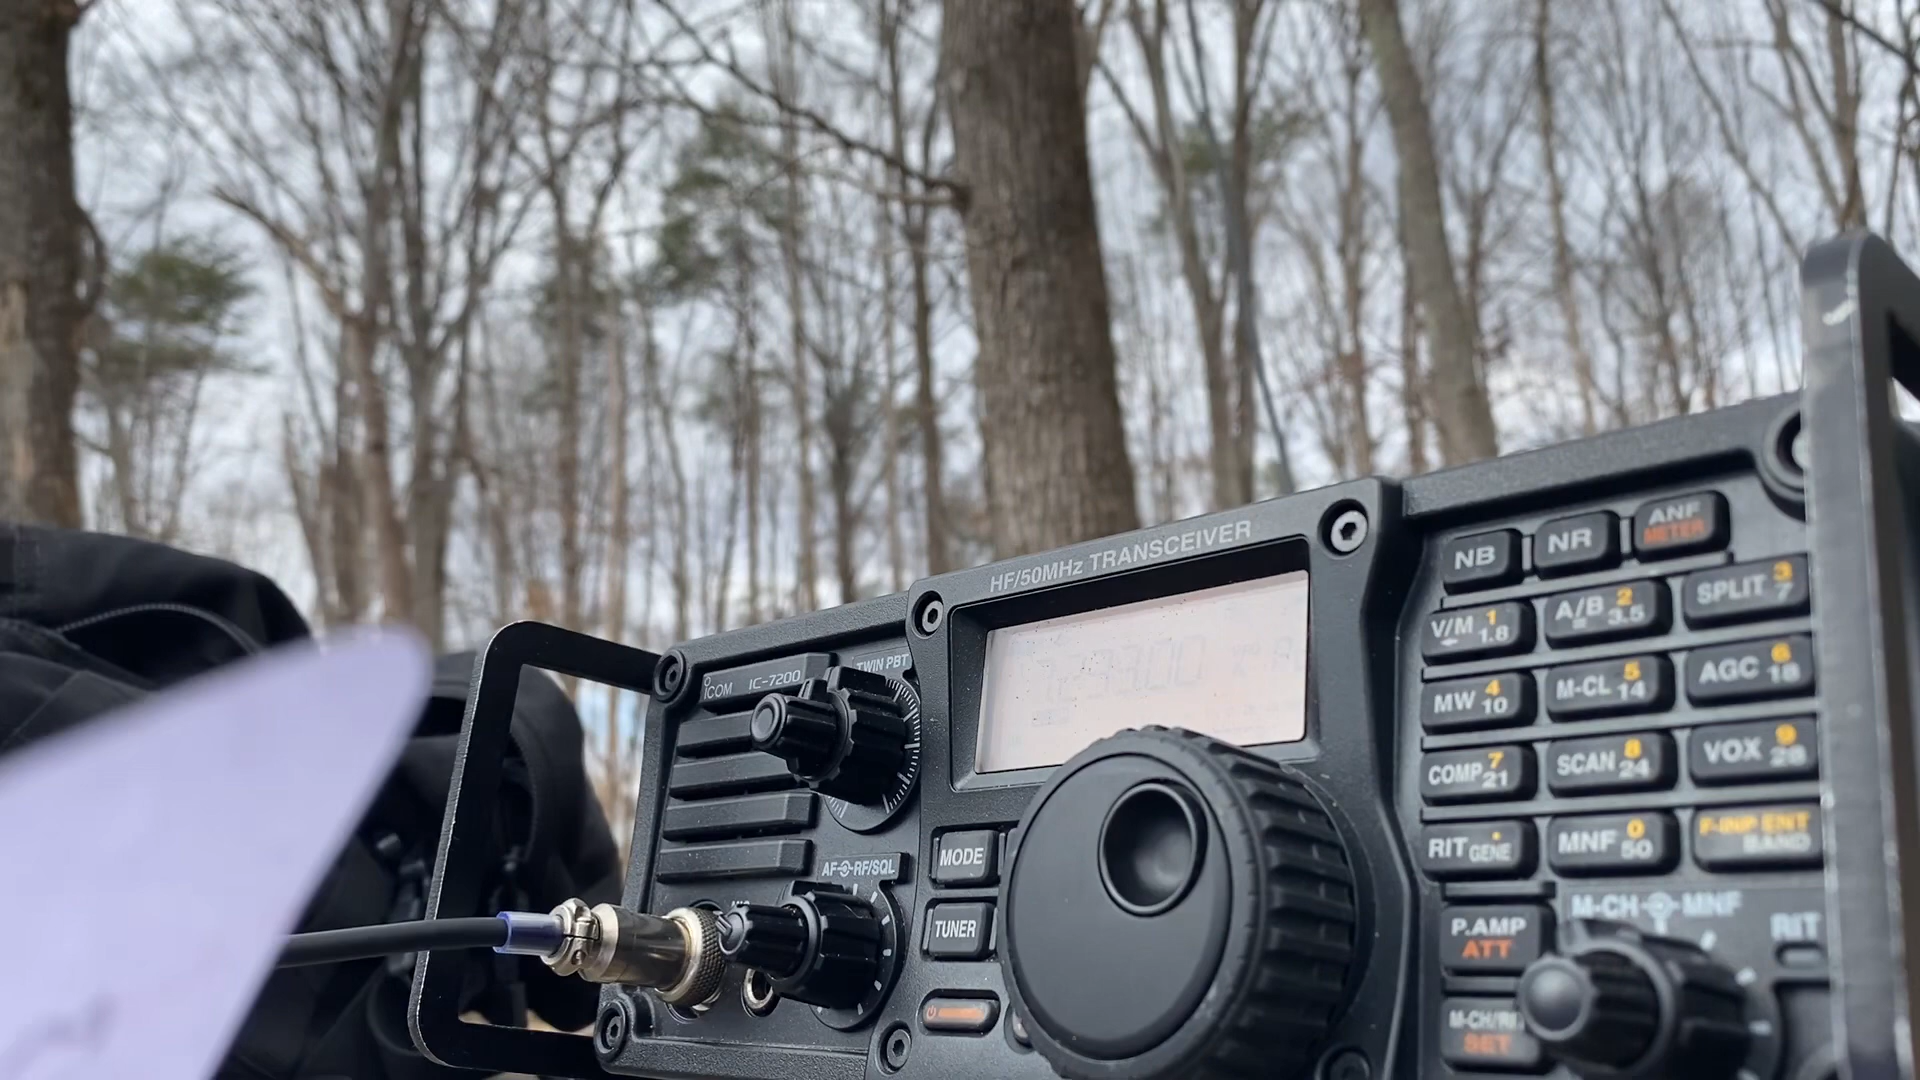 HF/50MHz TRANSCEIVER
ICOM IC-7200
TWIN PBT
NB NR ANF
METER
V/M 1 1.8 A/B 2 3.5 SPLIT 3 7
MW 4 10 M-CL 5 14 AGC 6 18
COMP 7 21 SCAN 8 24 VOX 9 28
RIT . GENE MNF 0 50 F-INP ENT
BAND
AF RF/SQL
MODE
MIC
TUNER
P.AMP
ATT
M-CH MNF
RIT
M-CH/RIT
SET